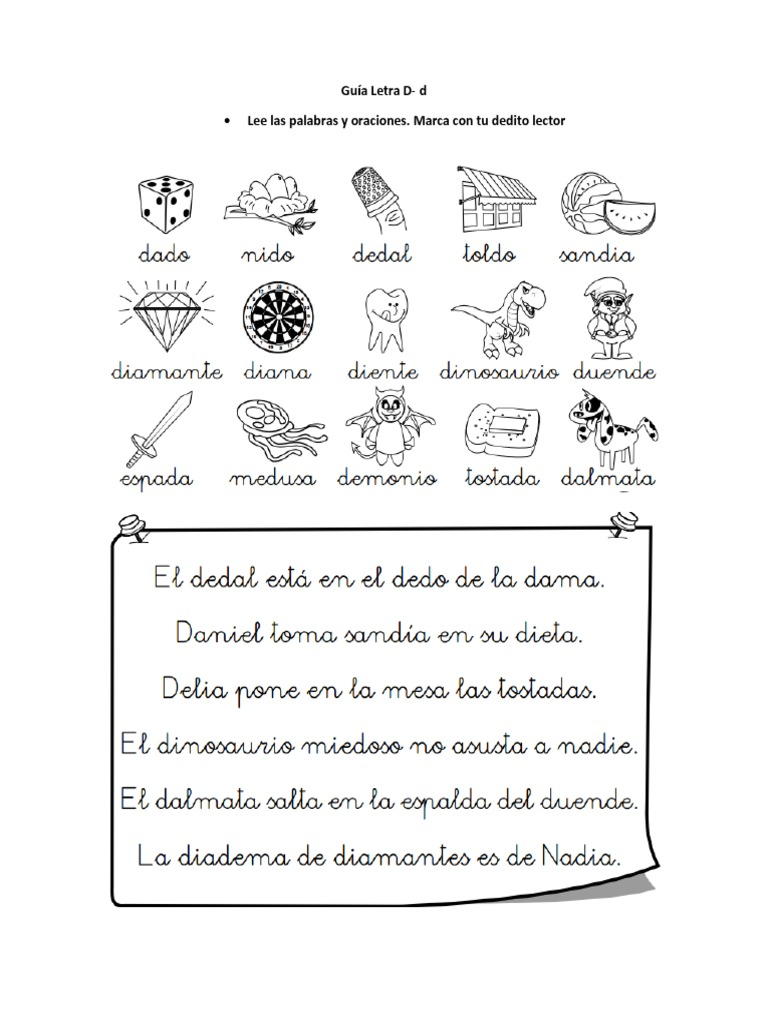 Guía Letra D- d
• Lee las palabras y oraciones. Marca con tu dedito lector
dado nido dedal toldo sandia
diamante diana diente dinosaurio duende
espada medusa demonio tostada dalmata
El dedal está en el dedo de la dama.
Daniel toma sandía en su dieta.
Delia pone en la mesa las tostadas.
El dinosaurio miedoso no asusta a nadie.
El dalmata salta en la espalda del duende.
La diadema de diamantes es de Nadia.